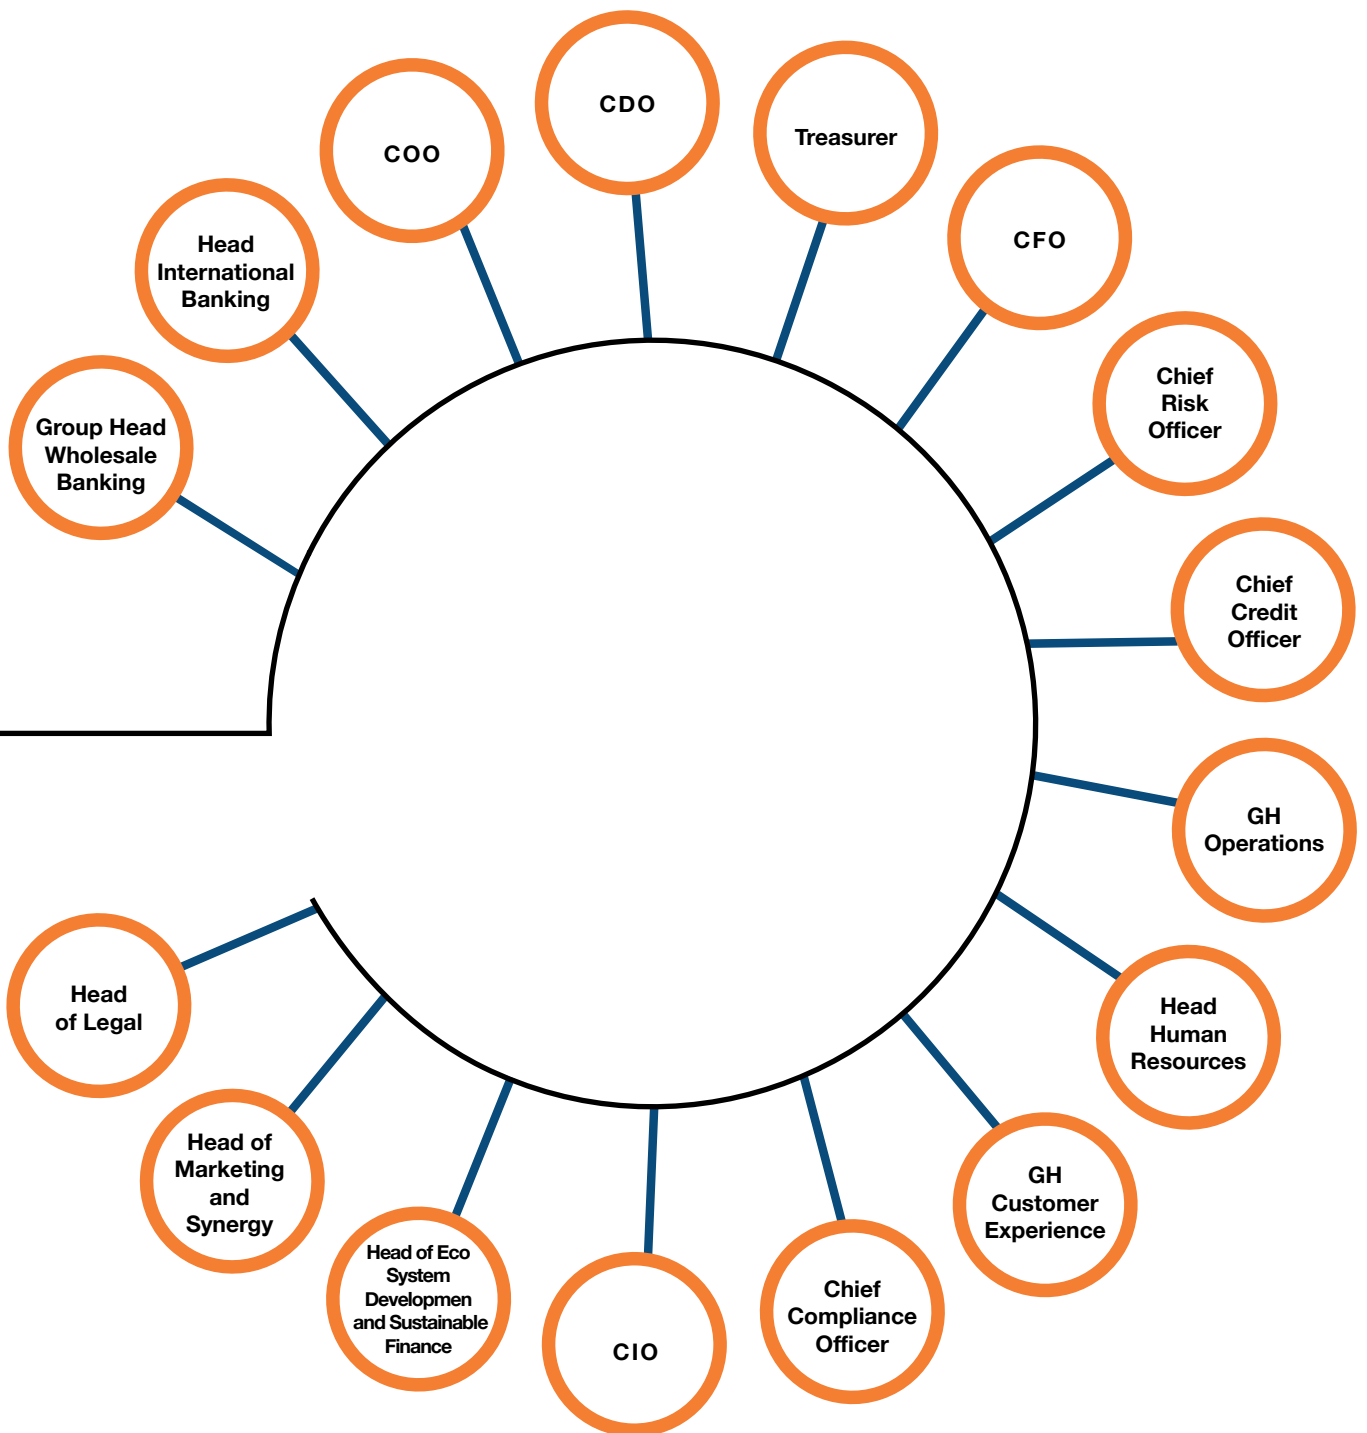 Group Head
Wholesale
Banking
Head
International
Banking
COO
CDO
Treasurer
CFO
Chief
Risk
Officer
Chief
Credit
Officer
GH
Operations
Head
Human
Resources
GH
Customer
Experience
Chief
Compliance
Officer
CIO
Head of Eco
System
Developmen
and Sustainable
Finance
Head of
Marketing
and
Synergy
Head
of Legal